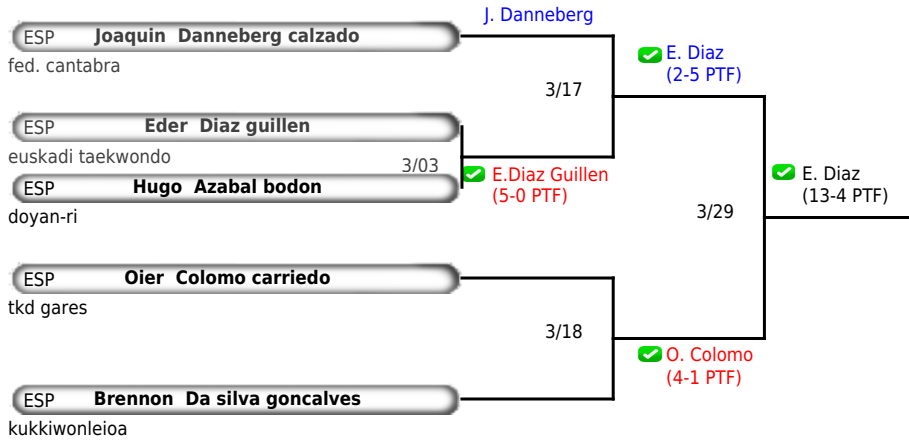 J. Danneberg
ESP Joaquin Danneberg calzado
fed. cantabra
E. Diaz
(2-5 PTF)
3/17
ESP Eder Diaz guillen
euskadi taekwondo
3/03
E.Diaz Guillen
(5-0 PTF)
ESP Hugo Azabal bodon
doyan-ri
E. Diaz
(13-4 PTF)
3/29
ESP Oier Colomo carriedo
tkd gares
3/18
O. Colomo
(4-1 PTF)
ESP Brennon Da silva goncalves
kukkiwonleioa